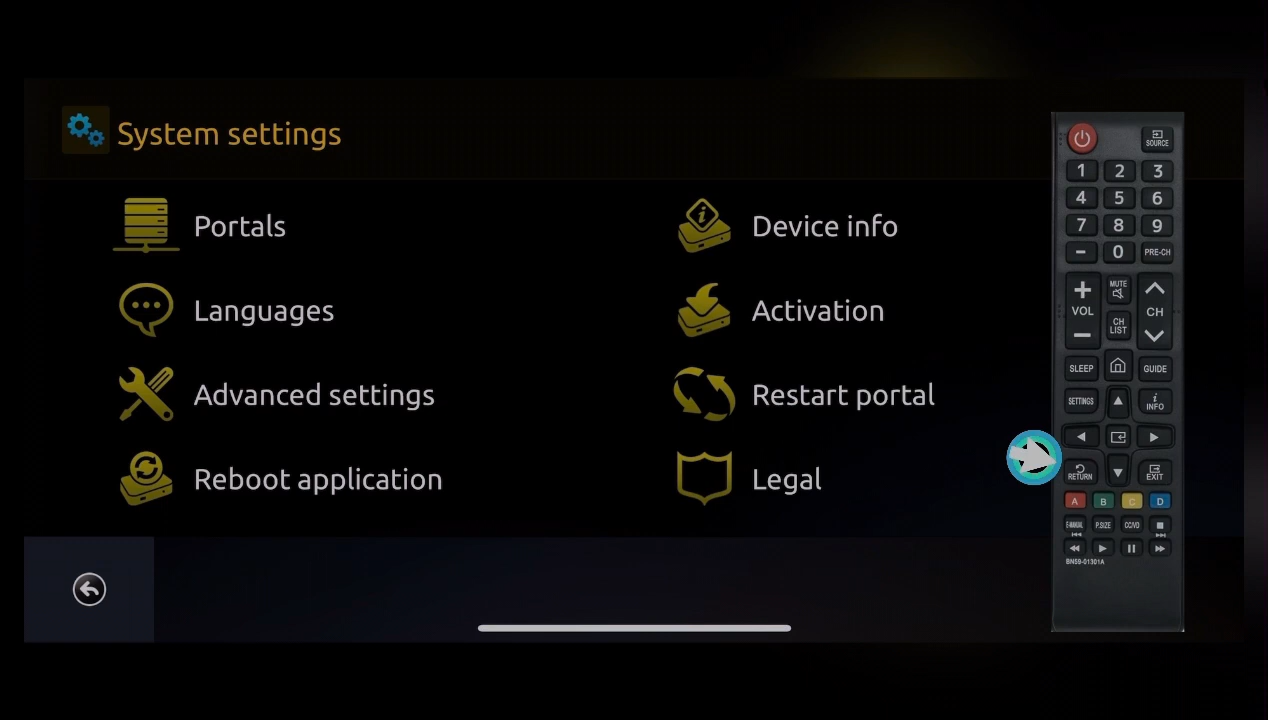 System settings
Portals
Device info
Languages
Activation
Advanced settings
Restart portal
Reboot application
Legal
SOURCE
1 2 3
4 5 6
7 8 9
- 0 PRE-CH
+ MUTE
VOL CH
CH LIST
-
SLEEP GUIDE
SETTINGS i INFO
RETURN EXIT
A B C D
E-MANUAL P.SIZE CC/VD
BN59-01301A